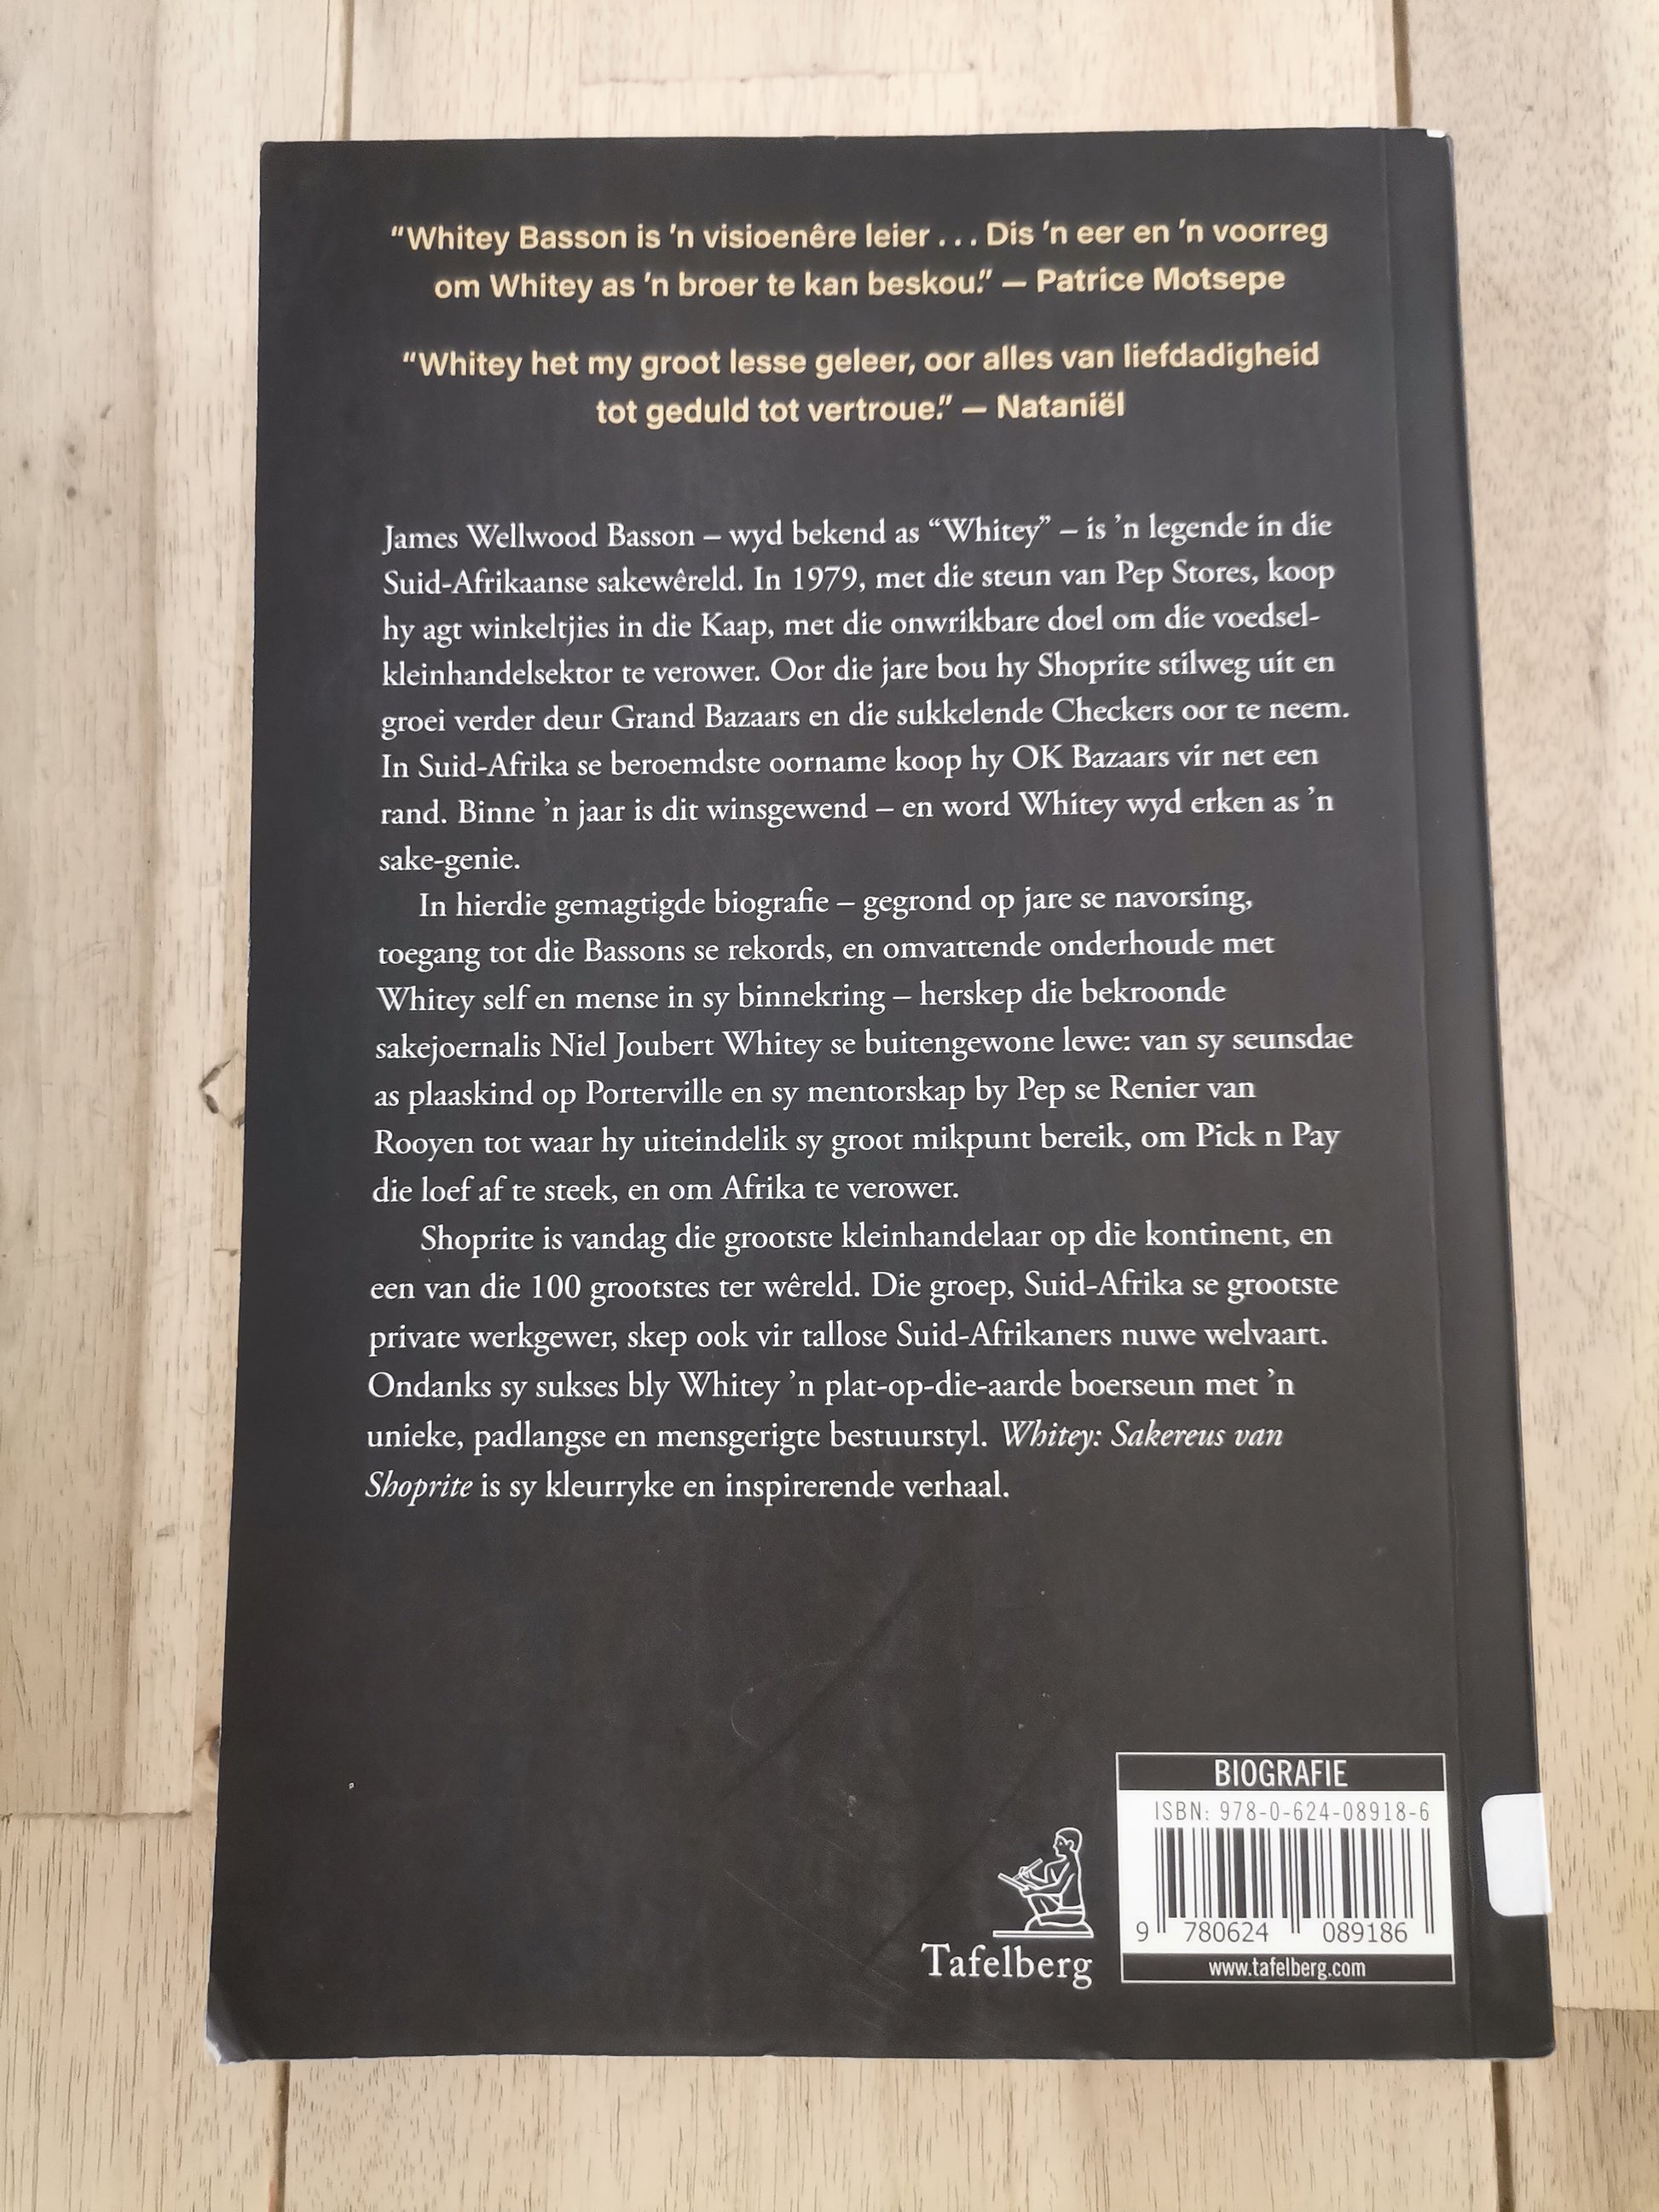 "Whitey Basson is 'n visioenêre leier . . . Dis 'n eer en 'n voorreg
om Whitey as 'n broer te kan beskou." — Patrice Motsepe
"Whitey het my groot lesse geleer, oor alles van liefdadigheid
tot geduld tot vertroue." — Nataniël
James Wellwood Basson – wyd bekend as “Whitey” – is ’n legende in die
Suid-Afrikaanse sakewêreld. In 1979, met die steun van Pep Stores, koop
hy agt winkeltjies in die Kaap, met die onwrikbare doel om die voedsel-
kleinhandelsektor te verower. Oor die jare bou hy Shoprite stilweg uit en
groei verder deur Grand Bazaars en die sukkelende Checkers oor te neem.
In Suid-Afrika se beroemdste oorname koop hy OK Bazaars vir net een
rand. Binne ’n jaar is dit winsgewend – en word Whitey wyd erken as ’n
sake-genie.
In hierdie gemagtigde biografie – gegrond op jare se navorsing,
toegang tot die Bassons se rekords, en omvattende onderhoude met
Whitey self en mense in sy binnekring – herskep die bekroonde
sakejoernalis Niel Joubert Whitey se buitengewone lewe: van sy seunsdae
as plaaskind op Porterville en sy mentorskap by Pep se Renier van
Rooyen tot waar hy uiteindelik sy groot mikpunt bereik, om Pick n Pay
die loef af te steek, en om Afrika te verower.
Shoprite is vandag die grootste kleinhandelaar op die kontinent, en
een van die 100 grootstes ter wêreld. Die groep, Suid-Afrika se grootste
private werkgewer, skep ook vir tallose Suid-Afrikaners nuwe welvaart.
Ondanks sy sukses bly Whitey ’n plat-op-die-aarde boerseun met ’n
unieke, padlangse en mensgerigte bestuurstyl. Whitey: Sakereus van
Shoprite is sy kleurryke en inspirerende verhaal.
Tafelberg
BIOGRAFIE
ISBN: 978-0-624-08918-6
9 780624 089186
www.tafelberg.com